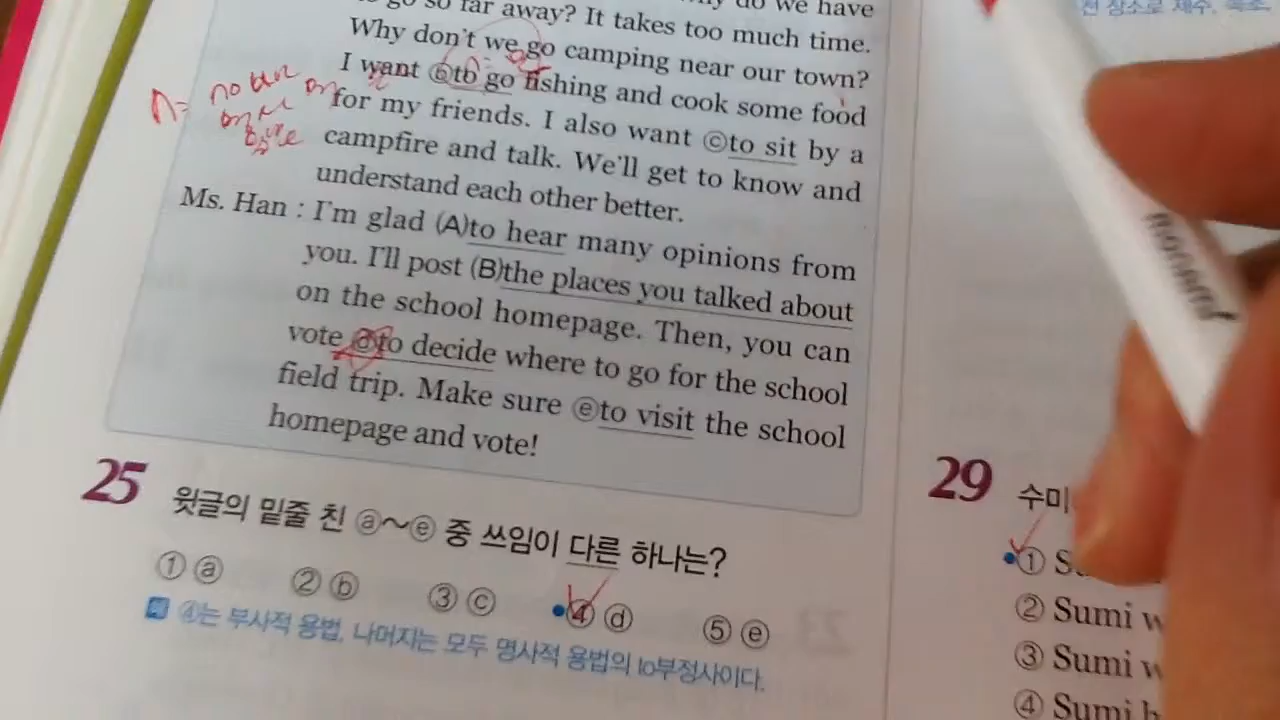 go so far away? It takes too much time.
do we have
Why don't we go camping near our town?
I want ⓑto go fishing and cook some food
for my friends. I also want ⓒto sit by a
campfire and talk. We'll get to know and
understand each other better.
Ms. Han : I'm glad (A)to hear many opinions from
you. I'll post (B)the places you talked about
on the school homepage. Then, you can
vote ⓓto decide where to go for the school
field trip. Make sure ⓔto visit the school
homepage and vote!
25 윗글의 밑줄 친 ⓐ~ⓔ 중 쓰임이 다른 하나는?
① ⓐ ② ⓑ ③ ⓒ ④ ⓓ ⑤ ⓔ
④는 부사적 용법, 나머지는 모두 명사적 용법의 to부정사이다.
29 수미
①
② Sumi
③ Sumi
④ Sumi